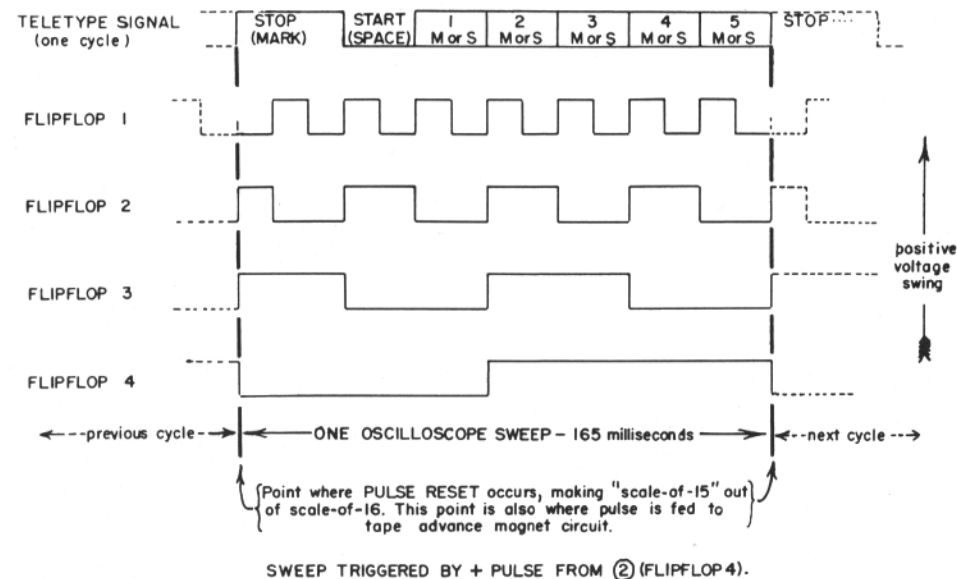 TELETYPE SIGNAL
(one cycle)
STOP
(MARK)
START
(SPACE)
1
M or S
2
M or S
3
M or S
4
M or S
5
M or S
STOP ····
FLIPFLOP 1
FLIPFLOP 2
FLIPFLOP 3
FLIPFLOP 4
positive
voltage
swing
previous cycle
ONE OSCILLOSCOPE SWEEP - 165 milliseconds
next cycle
Point where PULSE RESET occurs, making "scale-of-15" out
of scale-of-16. This point is also where pulse is fed to
tape advance magnet circuit.
SWEEP TRIGGERED BY + PULSE FROM ② (FLIPFLOP 4).